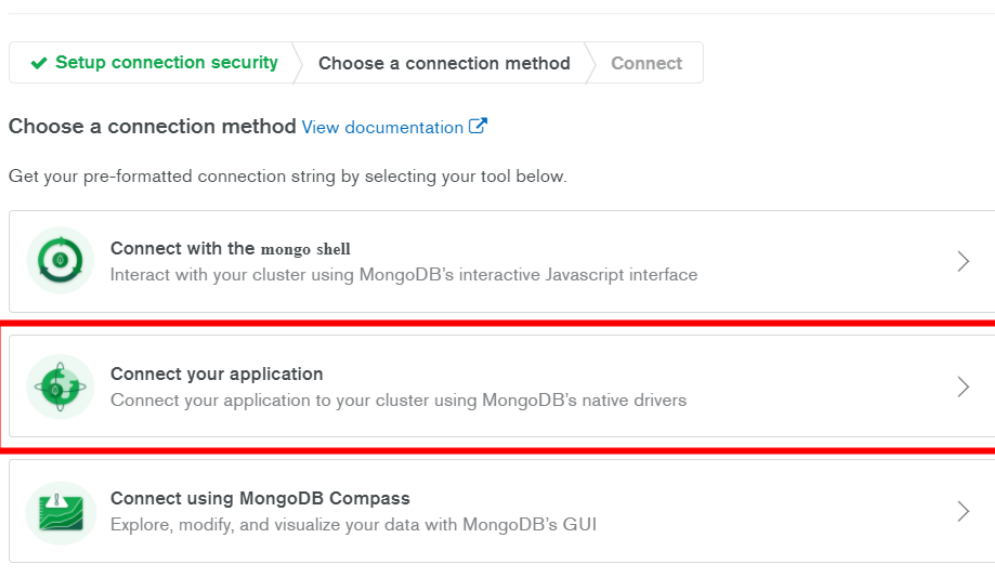 Setup connection security Choose a connection method Connect
Choose a connection method View documentation
Get your pre-formatted connection string by selecting your tool below.
Connect with the mongo shell
Interact with your cluster using MongoDB's interactive Javascript interface
Connect your application
Connect your application to your cluster using MongoDB's native drivers
Connect using MongoDB Compass
Explore, modify, and visualize your data with MongoDB's GUI